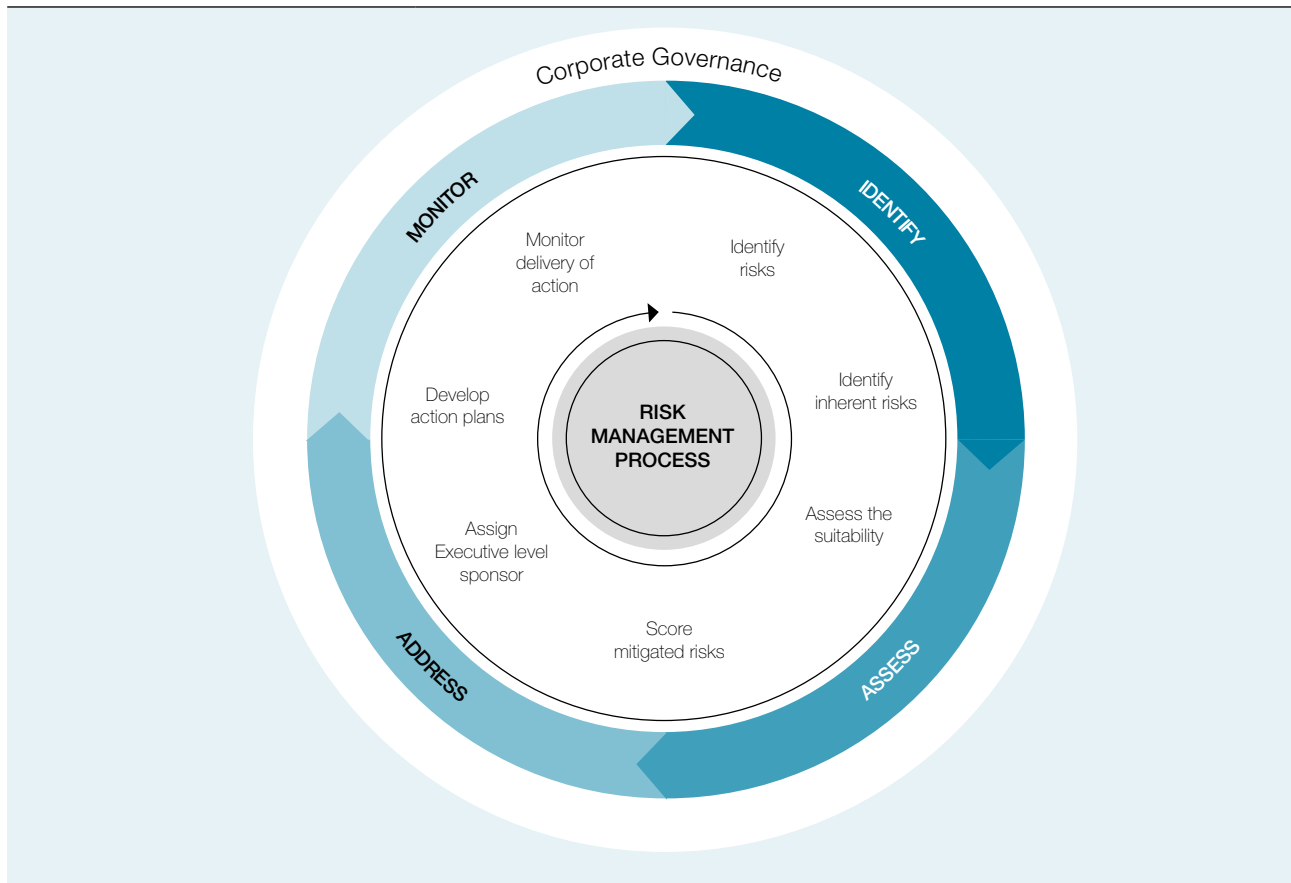 Corporate Governance
IDENTIFY
ASSESS
ADDRESS
MONITOR
Identify
risks
Identify
inherent risks
Assess the
suitability
Score
mitigated risks
Assign
Executive level
sponsor
Develop
action plans
Monitor
delivery of
action
RISK
MANAGEMENT
PROCESS